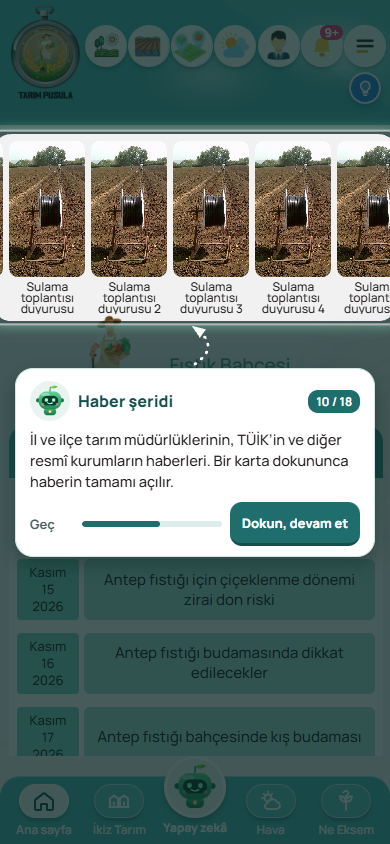 TARIM PUSULA
9+
Sulama
toplantısı
duyurusu
Sulama
toplantısı
duyurusu 2
Sulama
toplantısı
duyurusu 3
Sulama
toplantısı
duyurusu 4
Sulam
toplantı
duyurus
Fıstık Bahçesi
Haber şeridi
10 / 18
İl ve ilçe tarım müdürlüklerinin, TÜİK'in ve diğer
resmî kurumların haberleri. Bir karta dokununca
haberin tamamı açılır.
Geç
Dokun, devam et
Kasım
15
2026
Antep fıstığı için çiçeklenme dönemi
zirai don riski
Kasım
16
2026
Antep fıstığı budamasında dikkat
edilecekler
Kasım
17
2026
Antep fıstığı bahçesinde kış budaması
Ana sayfa
İkiz Tarım
Yapay zekâ
Hava
Ne Eksem